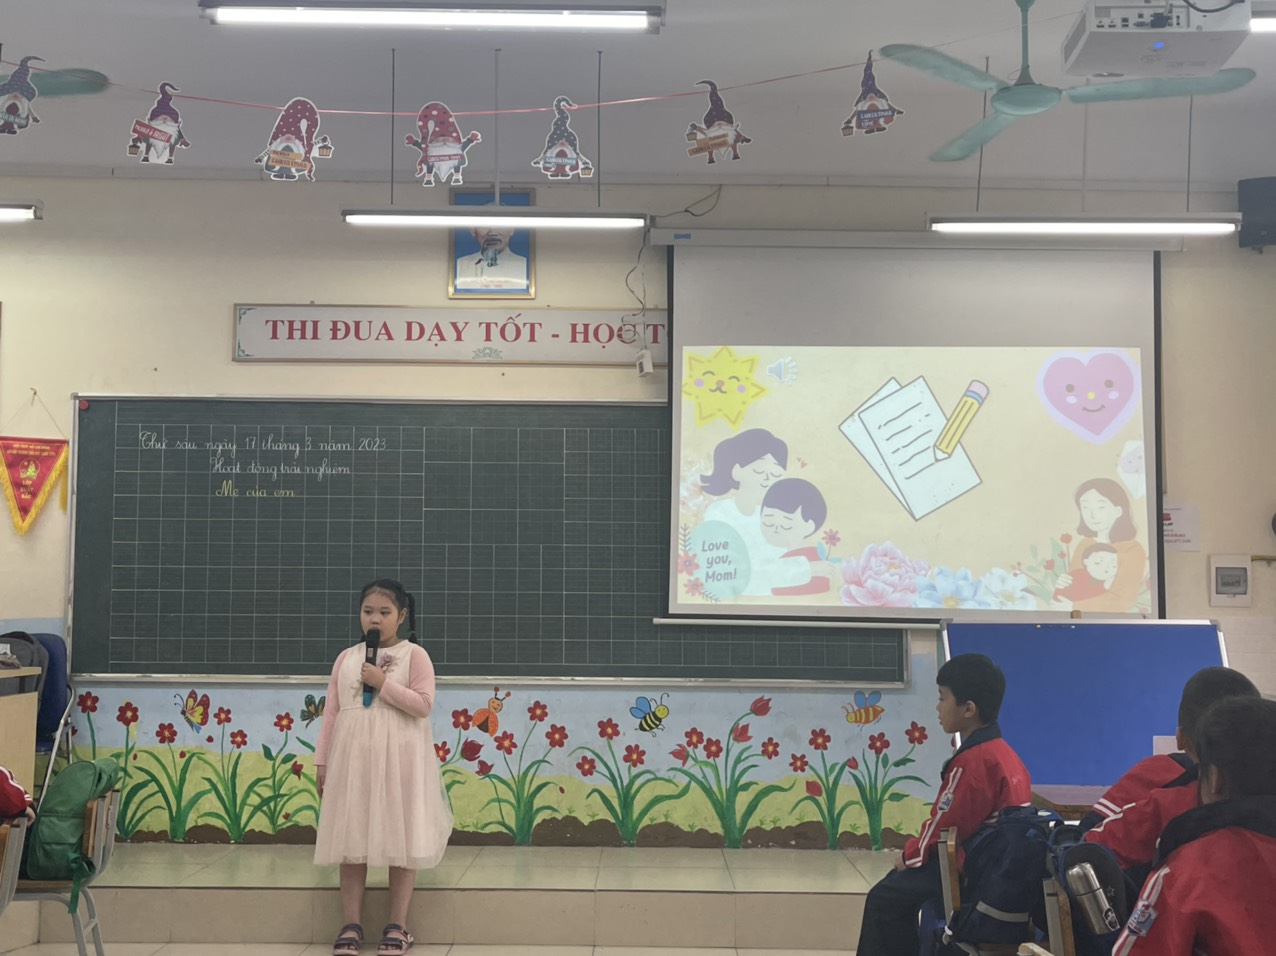 THI ĐUA DẠY TỐT - HỌC T
Thứ sáu ngày 17 tháng 3 năm 2023
Hoạt động trải nghiệm
Mẹ của em
Love
you,
Mom!